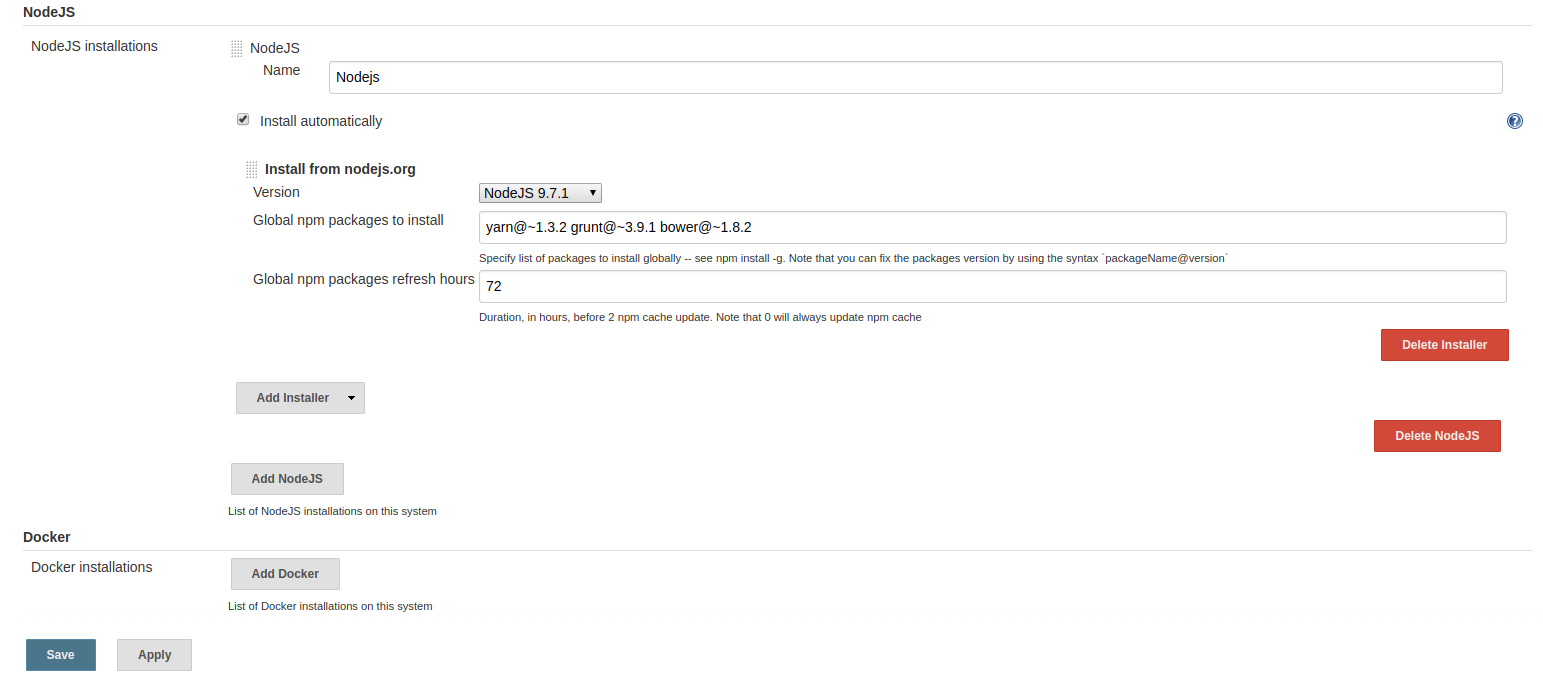 NodeJS
NodeJS installations
NodeJS
Name
Nodejs
Install automatically
?
Install from nodejs.org
Version
NodeJS 9.7.1
Global npm packages to install
yarn@~1.3.2 grunt@~3.9.1 bower@~1.8.2
Specify list of packages to install globally -- see npm install -g. Note that you can fix the packages version by using the syntax `packageName@version`
Global npm packages refresh hours
72
Duration, in hours, before 2 npm cache update. Note that 0 will always update npm cache
Delete Installer
Add Installer
Delete NodeJS
Add NodeJS
List of NodeJS installations on this system
Docker
Docker installations
Add Docker
List of Docker installations on this system
Save
Apply